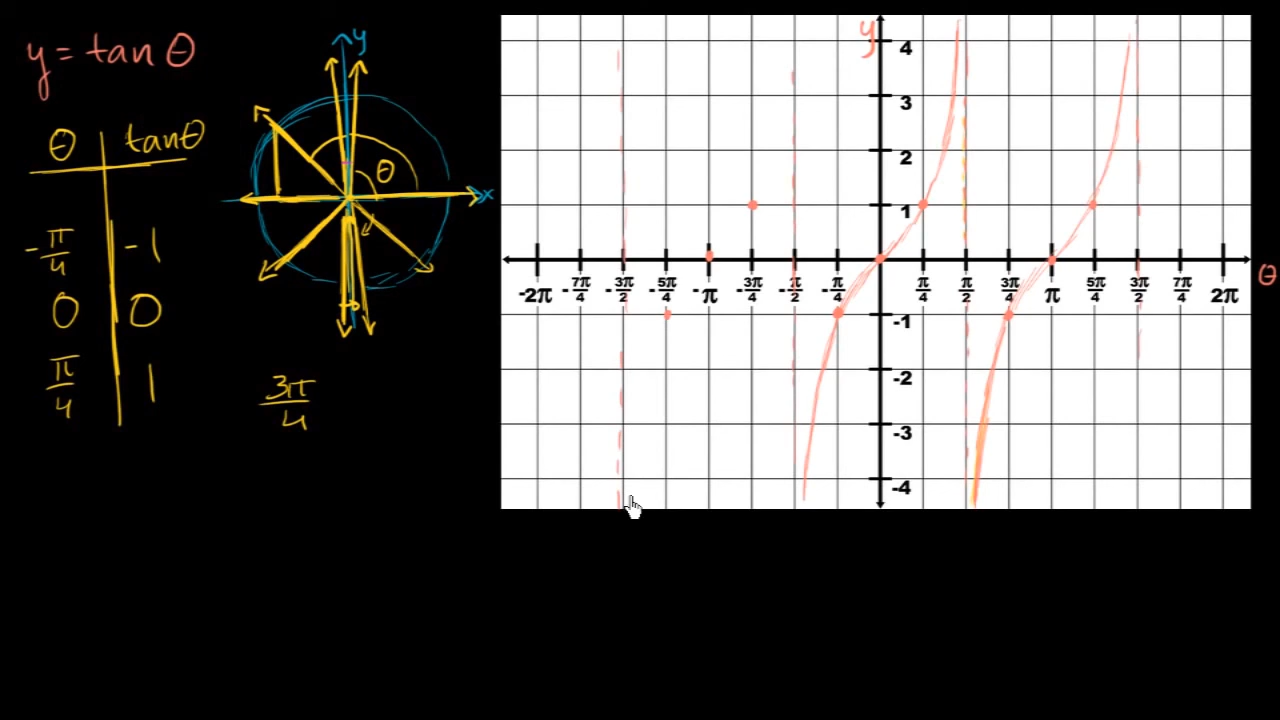 y = tan θ
θ tanθ
-π/4 -1
0 0
π/4 1
3π/4
y
x
θ
y
4
3
2
1
-2π -7π/4 -3π/2 -5π/4 -π -3π/4 -π/2 -π/4 π/4 π/2 3π/4 π 5π/4 3π/2 7π/4 2π
θ
-1
-2
-3
-4